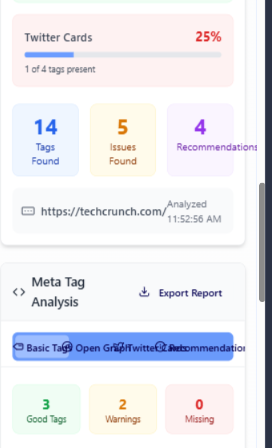 Twitter Cards 25%
1 of 4 tags present
14 5 4
Tags Found Issues Found Recommendations
https://techcrunch.com/ Analyzed 11:52:56 AM
Meta Tag Analysis
Export Report
Basic Tags Open Graph Twitter Cards Recommendation
3 2 0
Good Tags Warnings Missing